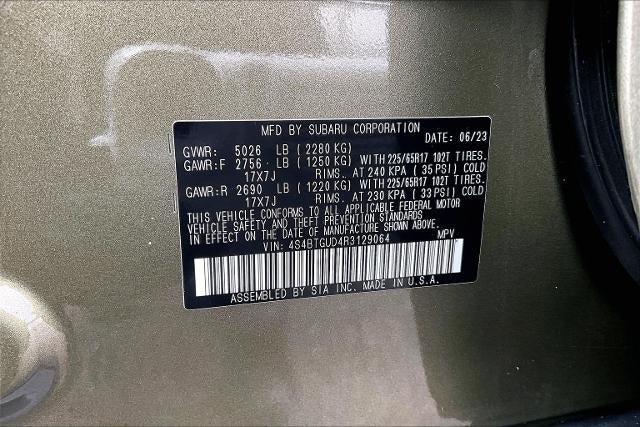 MFD BY SUBARU CORPORATION
DATE: 06/23
GVWR: 5026 LB (2280 KG)
GAWR:F 2756 LB (1250 KG) WITH 225/65R17 102T TIRES.
17X7J RIMS. AT 240 KPA (35 PSI) COLD
GAWR:R 2690 LB (1220 KG) WITH 225/65R17 102T TIRES.
17X7J RIMS. AT 230 KPA (33 PSI) COLD
THIS VEHICLE CONFORMS TO ALL APPLICABLE FEDERAL MOTOR
VEHICLE SAFETY AND THEFT PREVENTION STANDARDS
IN EFFECT ON THE DATE OF MANUFACTURE SHOWN ABOVE.
VIN: 4S4BTGUD4R3129064 MPV
ASSEMBLED BY SIA INC. MADE IN U.S.A.